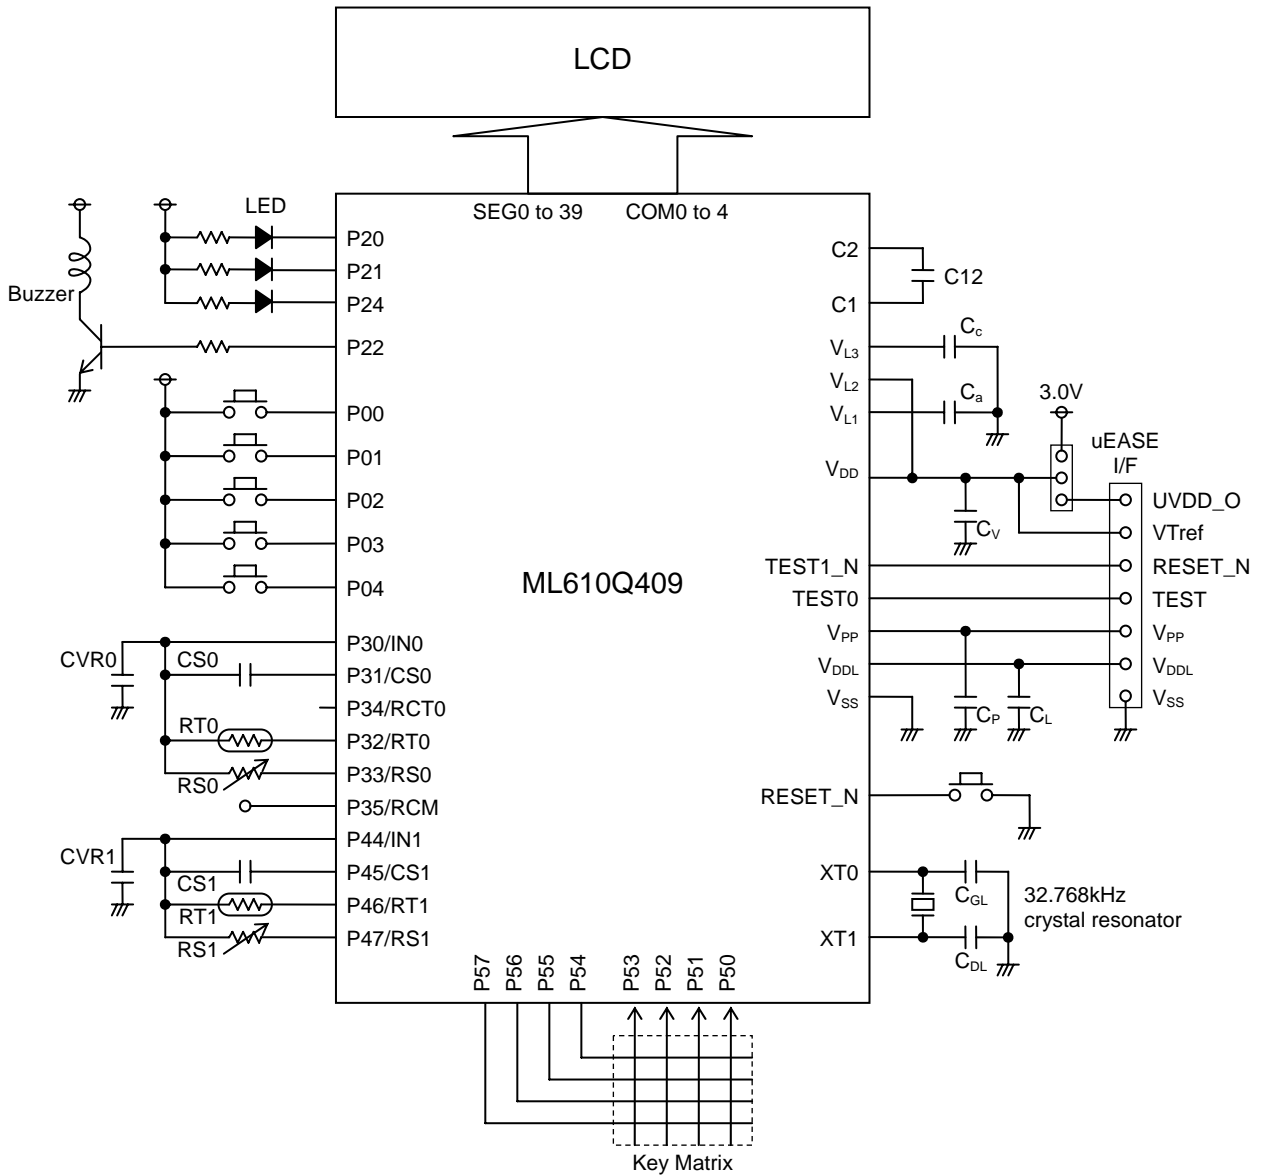 LCD
SEG0 to 39
COM0 to 4
LED
Buzzer
P20
P21
P24
P22
P00
P01
P02
P03
P04
CVR0
CS0
RT0
RS0
P30/IN0
P31/CS0
P34/RCT0
P32/RT0
P33/RS0
P35/RCM
CVR1
CS1
RT1
RS1
P44/IN1
P45/CS1
P46/RT1
P47/RS1
ML610Q409
C2
C1
C12
VL3
VL2
VL1
Cc
Ca
VDD
CV
3.0V
uEASE
I/F
UVDD_O
VTref
RESET_N
TEST
VPP
VDDL
VSS
TEST1_N
TEST0
VPP
VDDL
VSS
CP
CL
RESET_N
XT0
XT1
CGL
CDL
32.768kHz
crystal resonator
P57
P56
P55
P54
P53
P52
P51
P50
Key Matrix